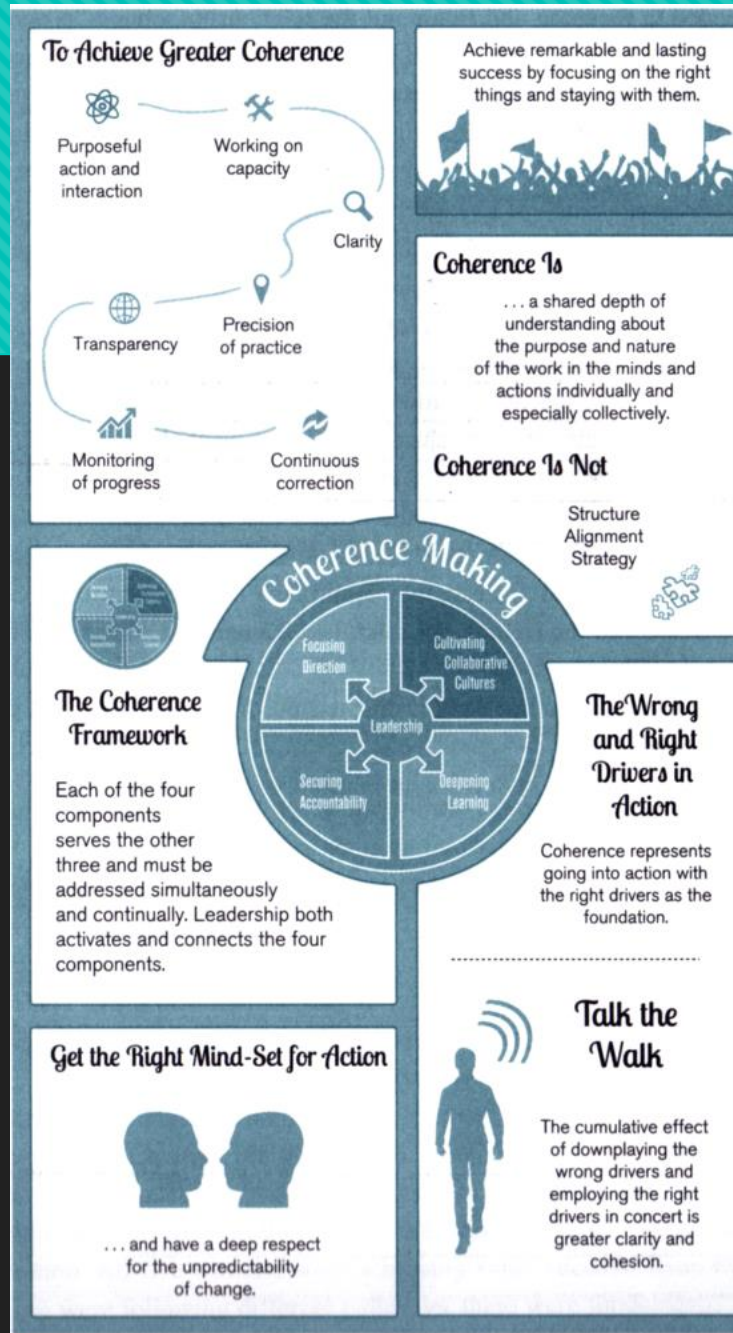 To Achieve Greater Coherence
Purposeful
action and
interaction
Working on
capacity
Clarity
Precision
of practice
Transparency
Monitoring
of progress
Continuous
correction
Achieve remarkable and lasting
success by focusing on the right
things and staying with them.
Coherence Is
... a shared depth of
understanding about
the purpose and nature
of the work in the minds and
actions individually and
especially collectively.
Coherence Is Not
Structure
Alignment
Strategy
Coherence Making
Focusing
Direction
Cultivating
Collaborative
Cultures
Leadership
Securing
Accountability
Deepening
Learning
The Coherence
Framework
Each of the four
components
serves the other
three and must be
addressed simultaneously
and continually. Leadership both
activates and connects the four
components.
The Wrong
and Right
Drivers in
Action
Coherence represents
going into action with
the right drivers as the
foundation.
Get the Right Mind-Set for Action
... and have a deep respect
for the unpredictability
of change.
Talk the
Walk
The cumulative effect
of downplaying the
wrong drivers and
employing the right
drivers in concert is
greater clarity and
cohesion.